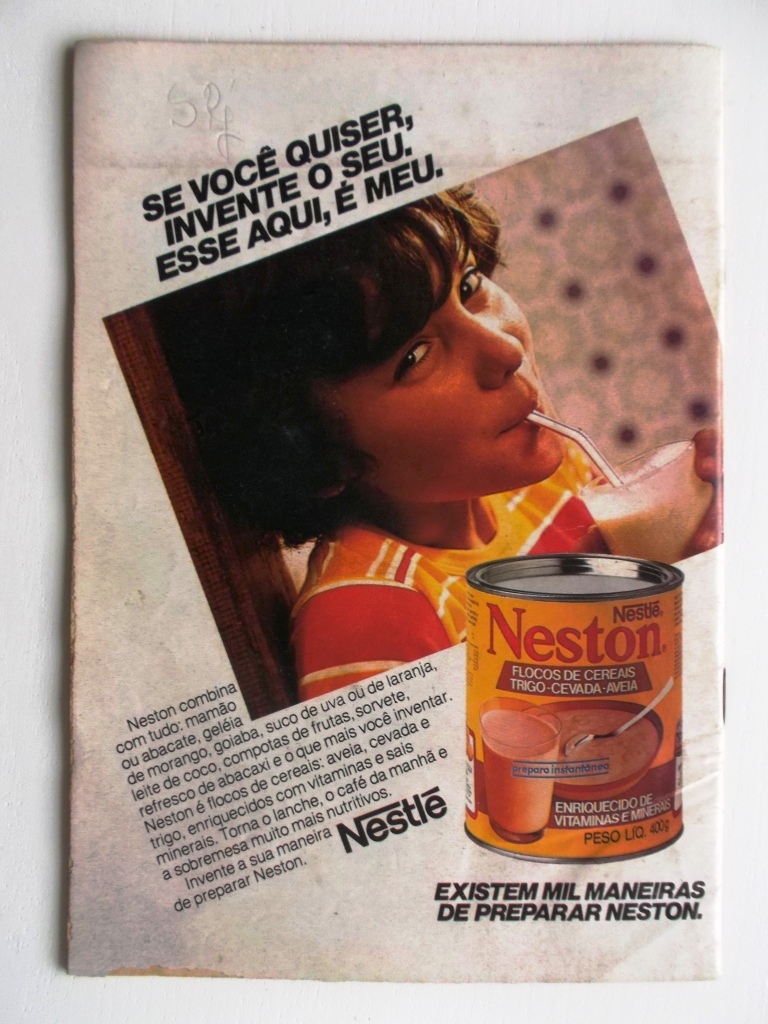 SE VOCÊ QUISER,
INVENTE O SEU.
ESSE AQUI, É MEU.
Neston combina
com tudo: mamão
ou abacate, geléia
de morango, goiaba, suco de uva ou de laranja,
leite de coco, compotas de frutas, sorvete,
refresco de abacaxi e o que mais você inventar.
Neston é flocos de cereais: aveia, cevada e
trigo, enriquecidos com vitaminas e sais
minerais. Torna o lanche, o café da manhã e
a sobremesa muito mais nutritivos.
Invente a sua maneira
de preparar Neston.
Nestlé
Nestlé
Neston
FLOCOS DE CEREAIS
TRIGO-CEVADA-AVEIA
preparo instantâneo
ENRIQUECIDO DE
VITAMINAS E MINERAIS
PESO LÍQ. 400g
EXISTEM MIL MANEIRAS
DE PREPARAR NESTON.